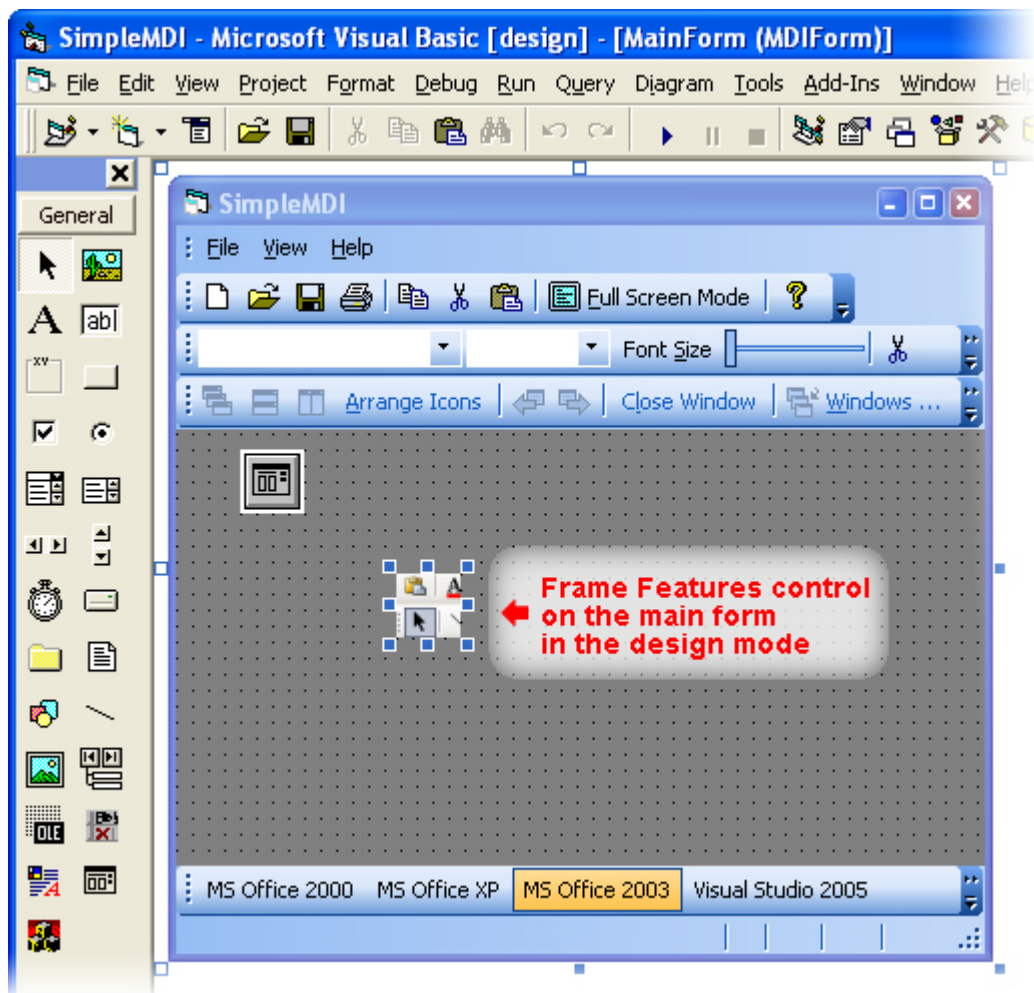 SimpleMDI - Microsoft Visual Basic [design] - [MainForm (MDIForm)]
File Edit View Project Format Debug Run Query Diagram Tools Add-Ins Window Help
General
SimpleMDI
File View Help
A ab
Full Screen Mode ?
XY
Font Size
Arrange Icons Close Window Windows ...
A
Frame Features control
on the main form
in the design mode
OLE
MS Office 2000 MS Office XP MS Office 2003 Visual Studio 2005
A